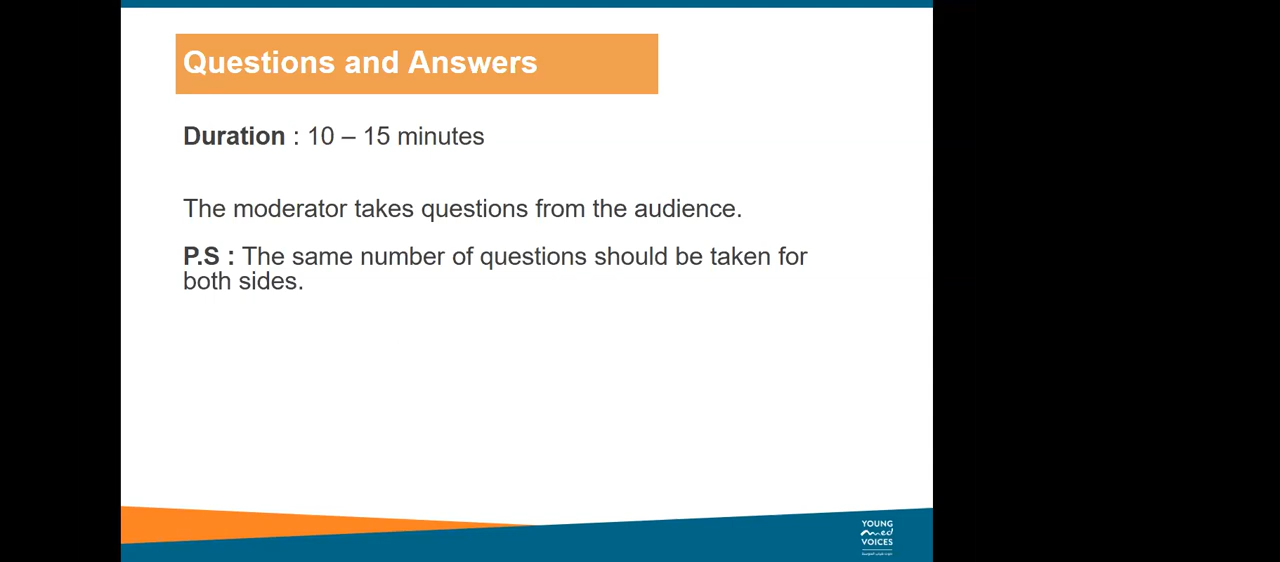 Questions and Answers
Duration : 10 – 15 minutes
The moderator takes questions from the audience.
P.S : The same number of questions should be taken for
both sides.
YOUNG
med
VOICES